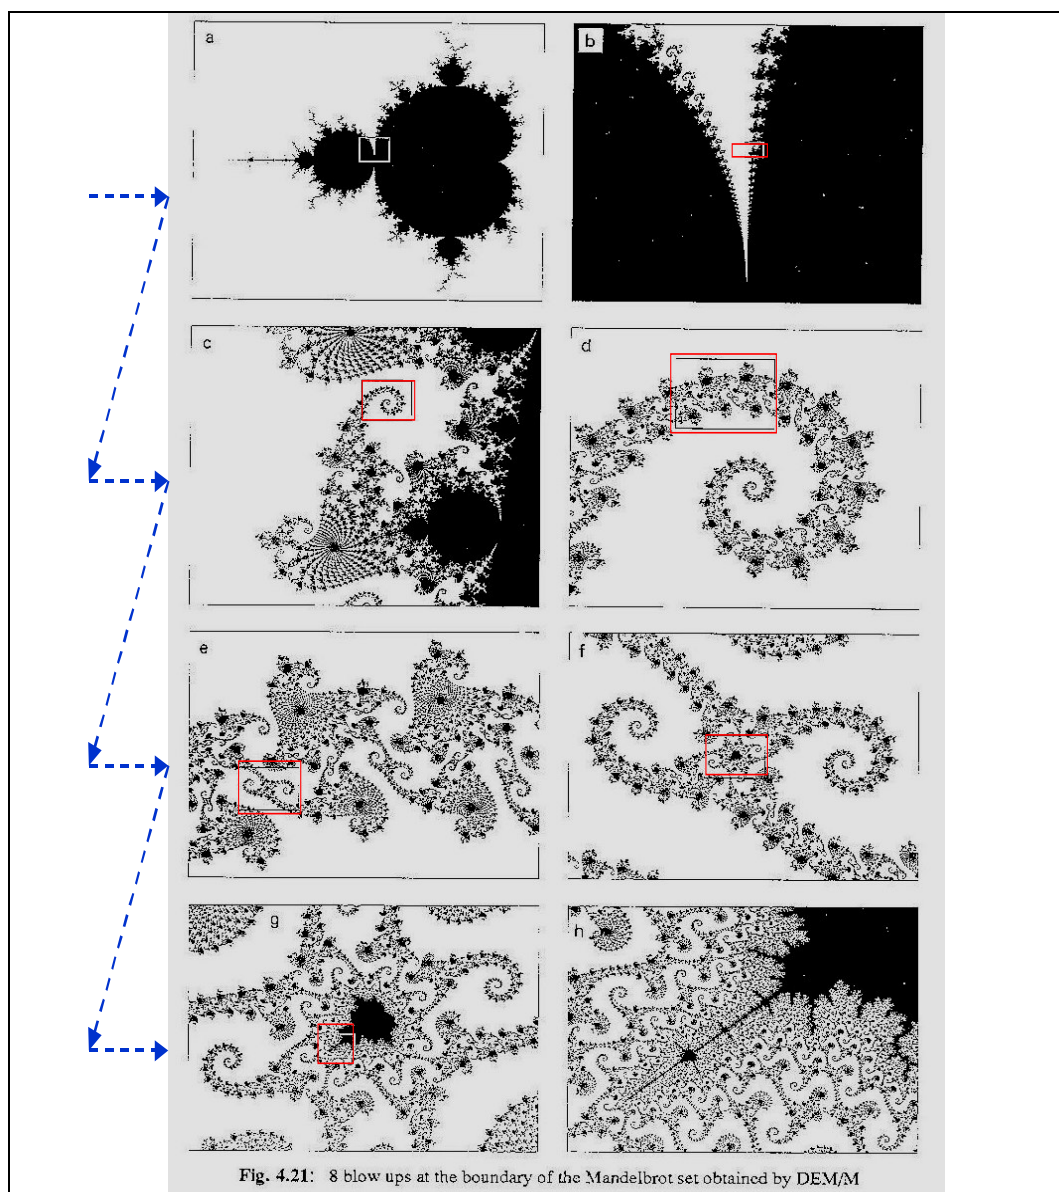 a
b
c
d
e
f
g
h
Fig. 4.21: 8 blow ups at the boundary of the Mandelbrot set obtained by DEM/M